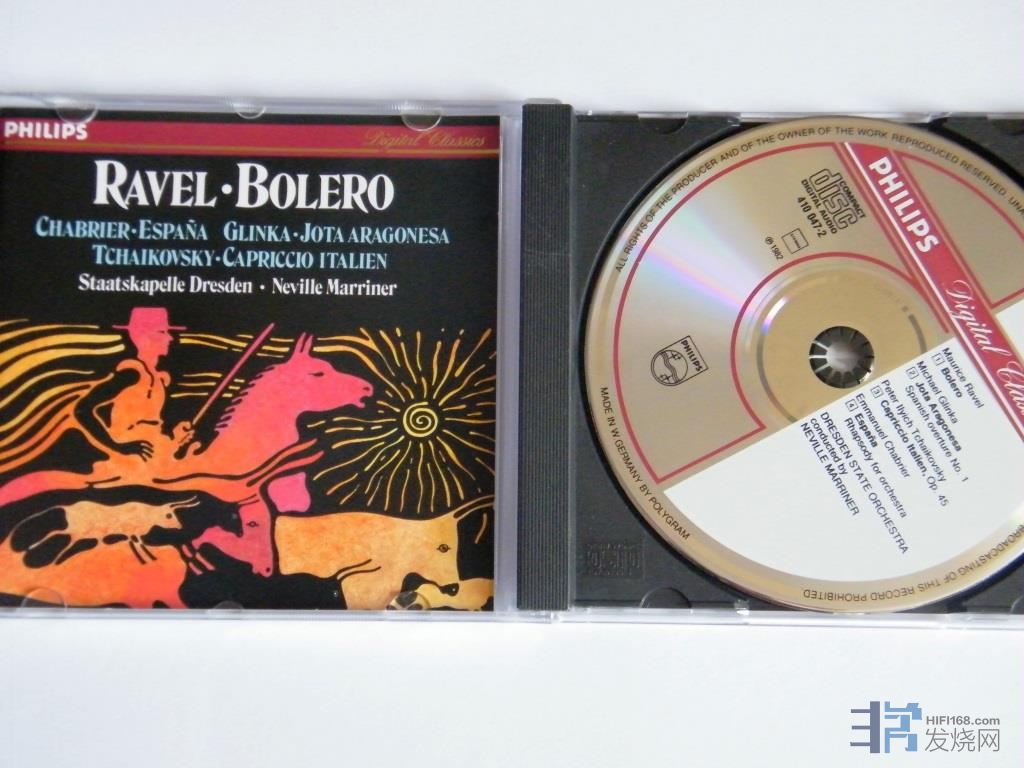 PHILIPS
Digital Classics
RAVEL·BOLERO
CHABRIER·ESPAÑA GLINKA·JOTA ARAGONESA
TCHAIKOVSKY·CAPRICCIO ITALIEN
Staatskapelle Dresden · Neville Marriner
ALL RIGHTS OF THE PRODUCER AND OF THE OWNER OF THE WORK REPRODUCED RESERVED.
COMPACT
disc
DIGITAL AUDIO
410 047-2
℗ 1982
PHILIPS
Digital
PHILIPS
Maurice Ravel
1 Bolero
Michael Glinka
2 Jota Aragonesa
Spanish overture No. 1
Peter Ilyich Tchaikovsky
3 Capriccio Italien, Op. 45
Emmanuel Chabrier
4 España
Rhapsody for orchestra
DRESDEN STATE ORCHESTRA
conducted by
NEVILLE MARRINER
MADE IN W. GERMANY BY POLYGRAM
BROADCASTING OF THIS RECORD PROHIBITED
HIFI168.com
发烧网